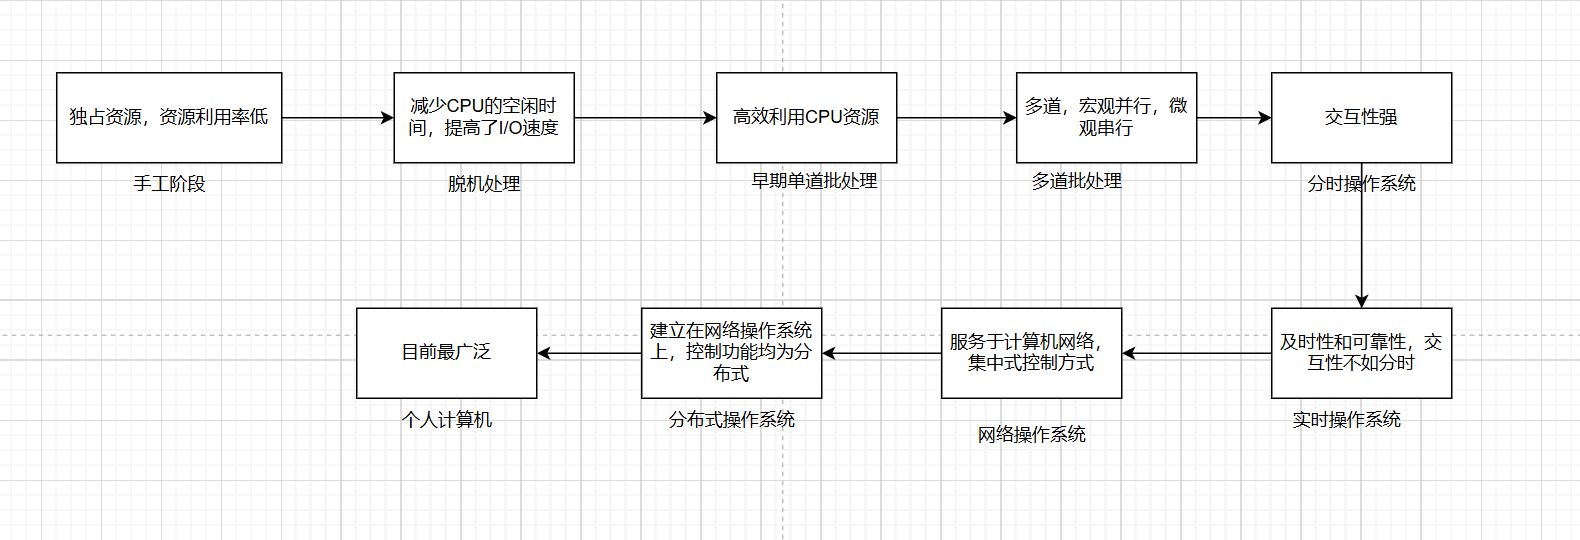 独占资源，资源利用率低
减少CPU的空闲时
间，提高了I/O速度
高效利用CPU资源
多道，宏观并行，微
观串行
交互性强
手工阶段
脱机处理
早期单道批处理
多道批处理
分时操作系统
目前最广泛
建立在网络操作系统
上，控制功能均为分
布式
服务于计算机网络，
集中式控制方式
及时性和可靠性，交
互性不如分时
个人计算机
分布式操作系统
网络操作系统
实时操作系统